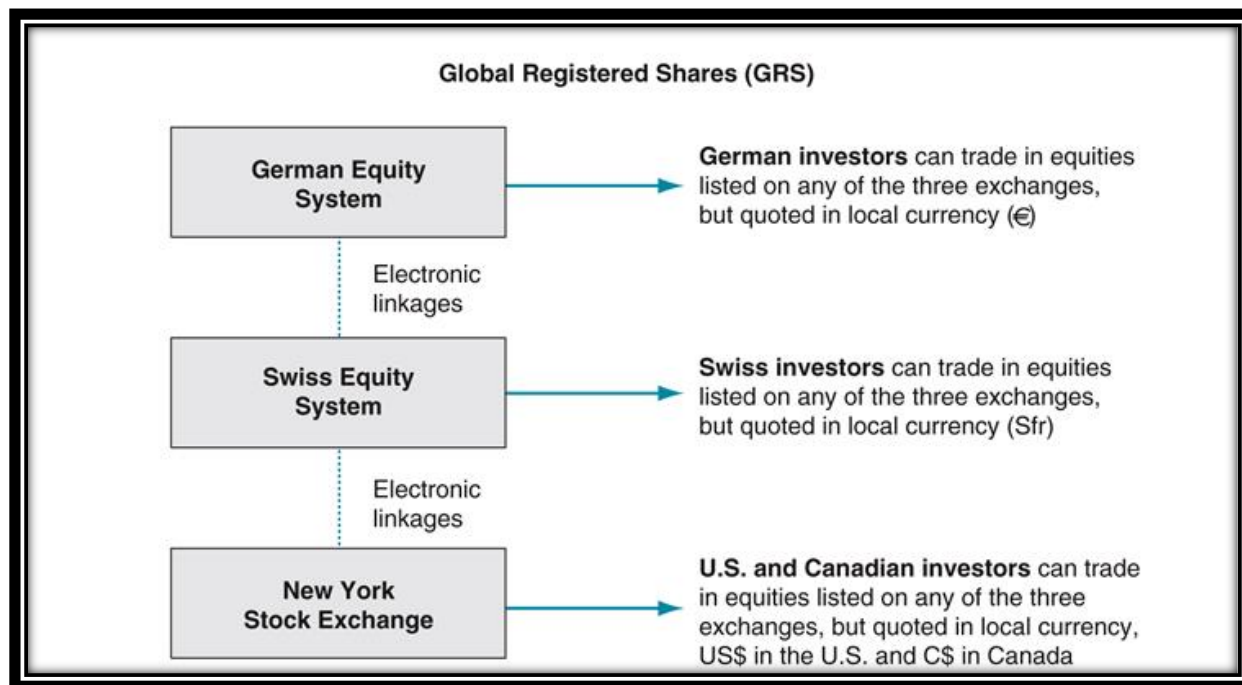 Global Registered Shares (GRS)
German Equity
System
German investors can trade in equities
listed on any of the three exchanges,
but quoted in local currency (€)
Electronic
linkages
Swiss Equity
System
Swiss investors can trade in equities
listed on any of the three exchanges,
but quoted in local currency (Sfr)
Electronic
linkages
New York
Stock Exchange
U.S. and Canadian investors can trade
in equities listed on any of the three
exchanges, but quoted in local currency,
US$ in the U.S. and C$ in Canada